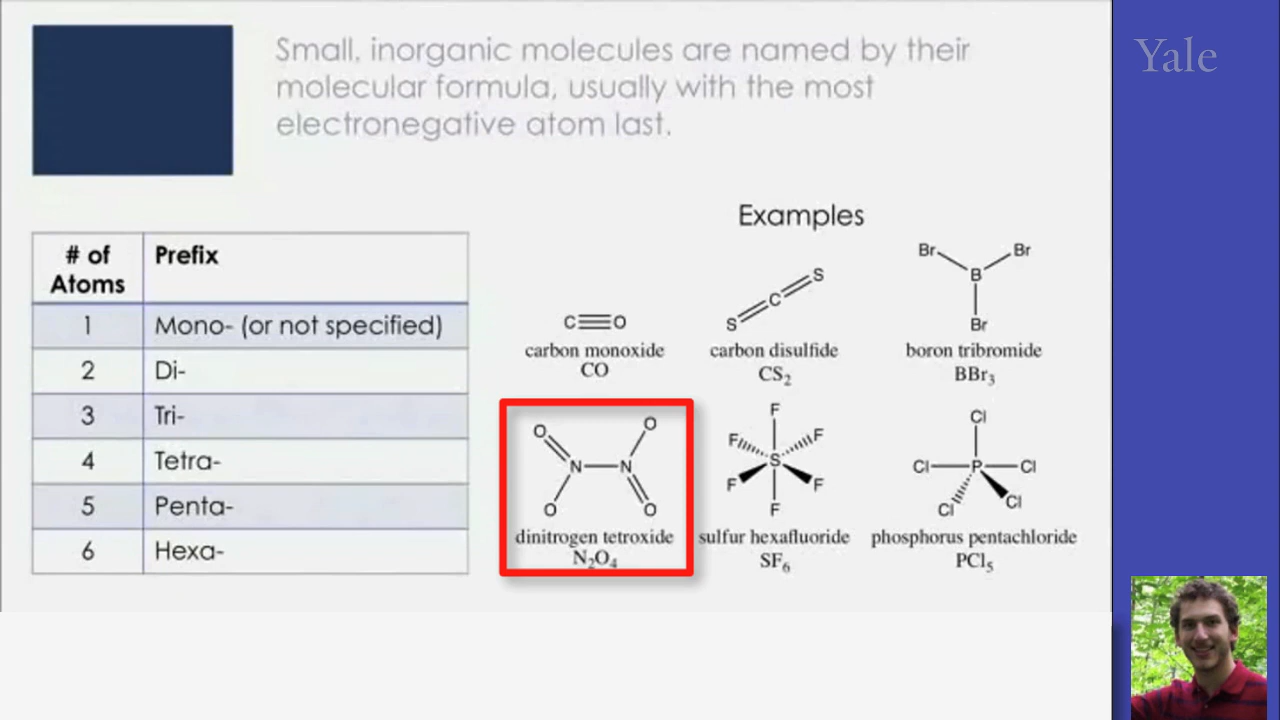 Small, inorganic molecules are named by their
molecular formula, usually with the most
electronegative atom last.
Yale
# of Atoms Prefix
1 Mono- (or not specified)
2 Di-
3 Tri-
4 Tetra-
5 Penta-
6 Hexa-
Examples
C O
carbon monoxide
CO
S C S
carbon disulfide
CS₂
Br Br
B
Br
boron tribromide
BBr₃
O O
N N
O O
dinitrogen tetroxide
N₂O₄
F
F F
S
F F
F
sulfur hexafluoride
SF₆
Cl
Cl P Cl
Cl Cl
phosphorus pentachloride
PCl₅